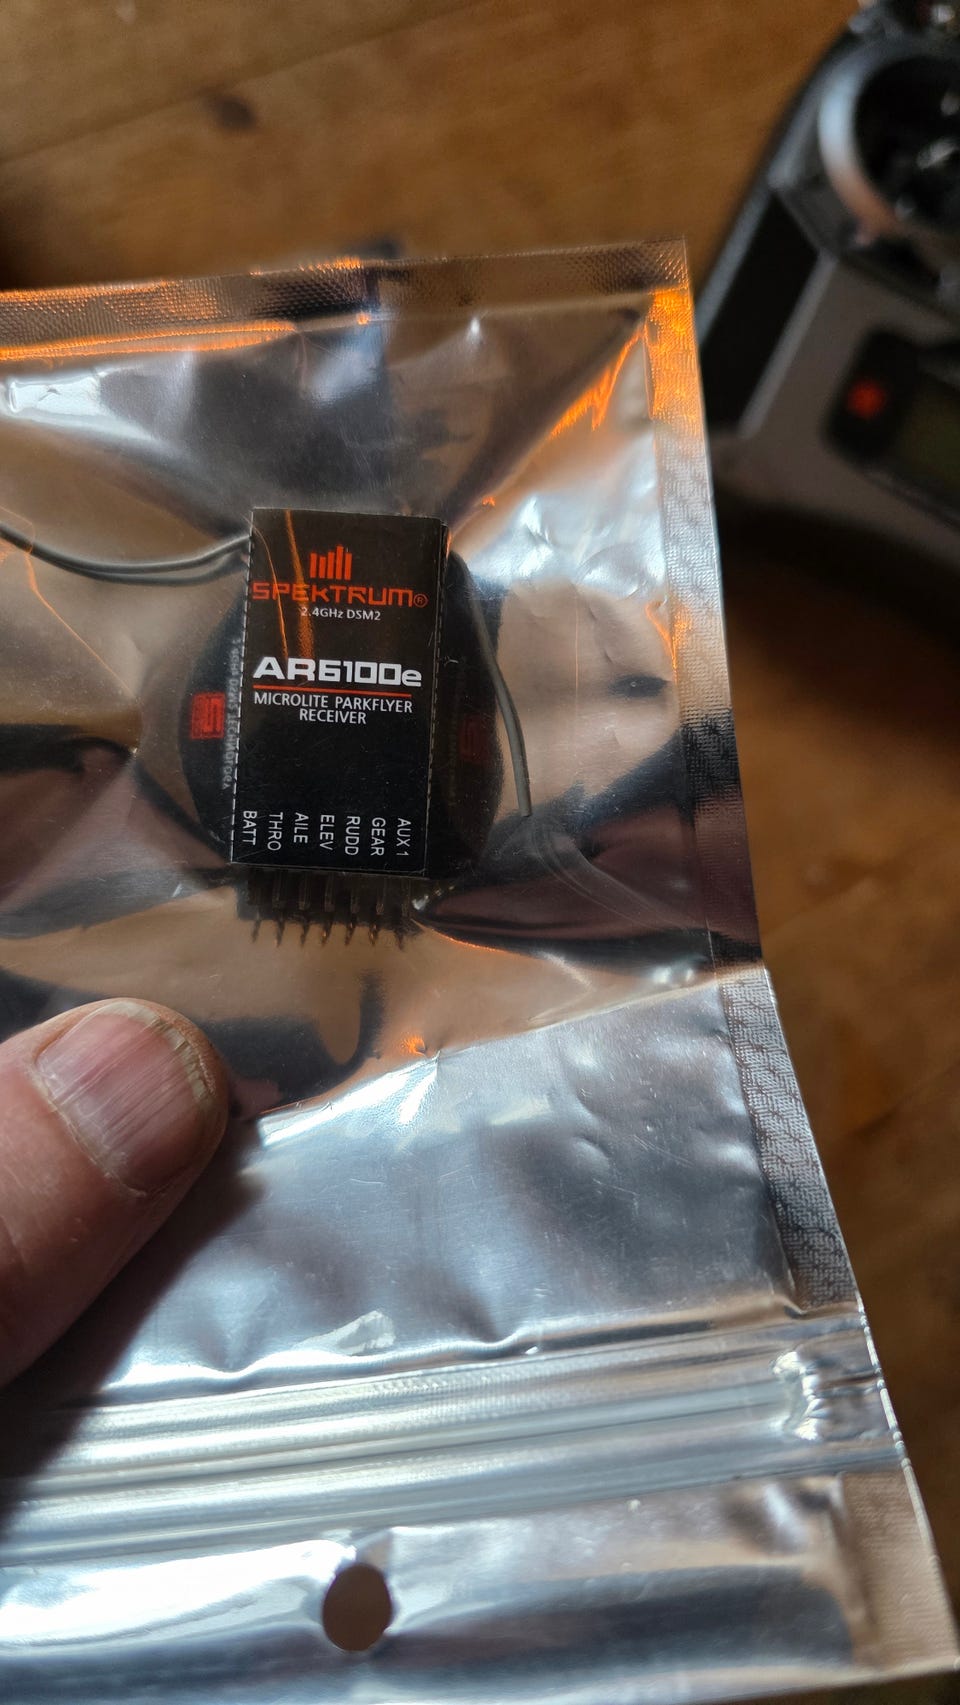 SPEKTRUM®
2.4GHz DSM2
AR6100e
MICROLITE PARKFLYER
RECEIVER
BATT
THRO
AILE
ELEV
RUDD
GEAR
AUX 1